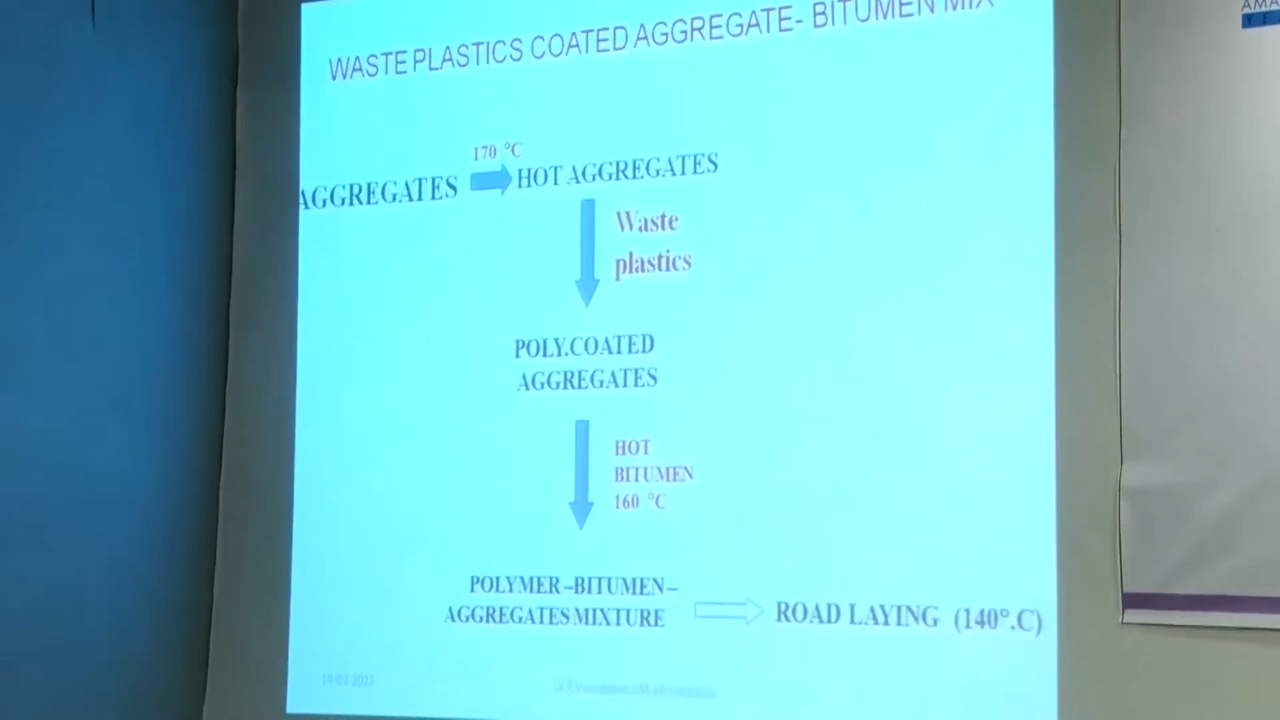 WASTE PLASTICS COATED AGGREGATE- BITUMEN MIX
170 °C
AGGREGATES
HOT AGGREGATES
Waste
plastics
POLY.COATED
AGGREGATES
HOT
BITUMEN
160 °C
POLYMER–BITUMEN–
AGGREGATES MIXTURE
ROAD LAYING (140°.C)